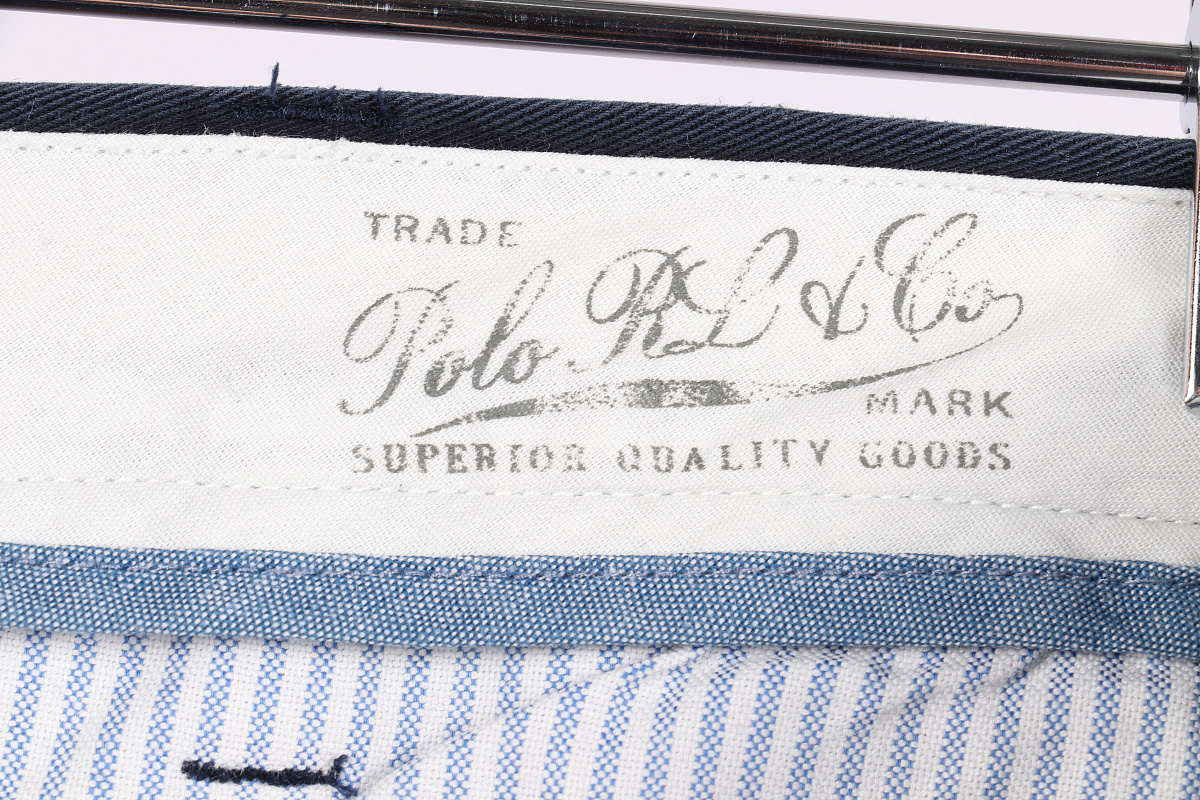 TRADE
Polo RL & Co
MARK
SUPERIOR QUALITY GOODS